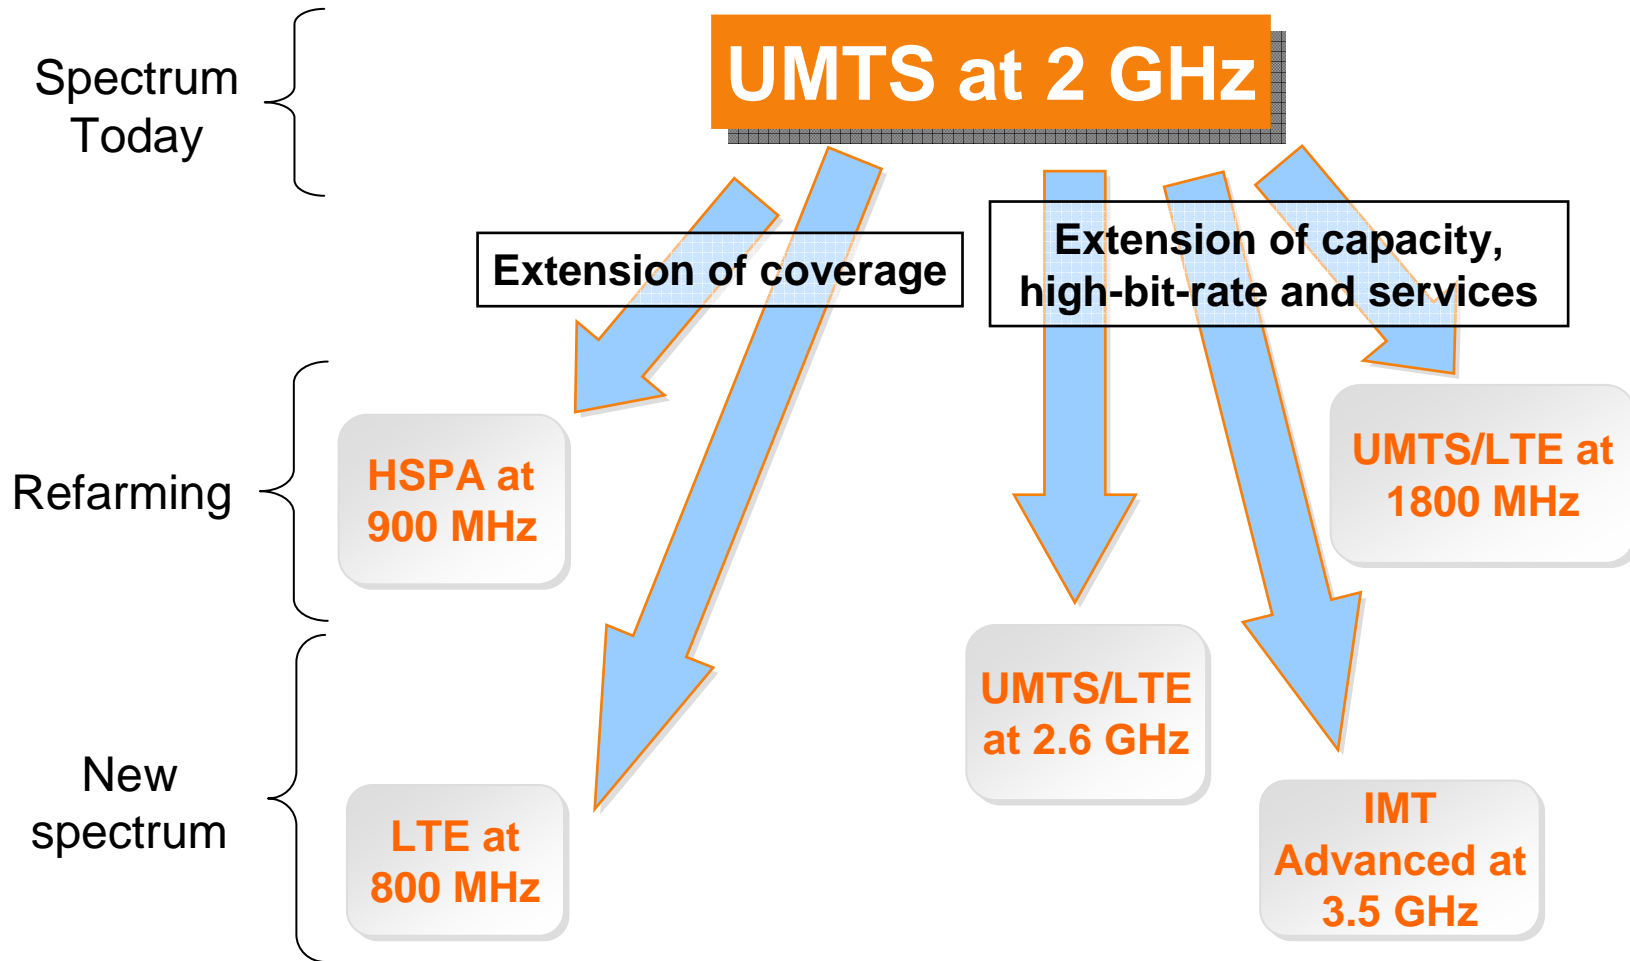 Spectrum
Today
UMTS at 2 GHz
Extension of coverage
Extension of capacity,
high-bit-rate and services
Refarming
HSPA at
900 MHz
UMTS/LTE at
1800 MHz
New
spectrum
UMTS/LTE
at 2.6 GHz
LTE at
800 MHz
IMT
Advanced at
3.5 GHz